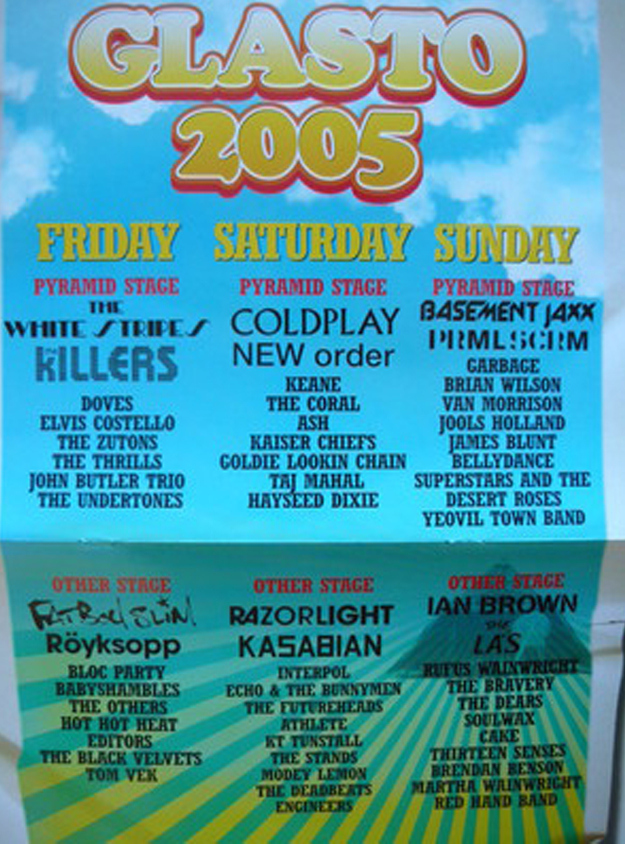 GLASTO
2005
FRIDAY
PYRAMID STAGE
THE
WHITE STRIPES
THE KILLERS
DOVES
ELVIS COSTELLO
THE ZUTONS
THE THRILLS
JOHN BUTLER TRIO
THE UNDERTONES
SATURDAY
PYRAMID STAGE
COLDPLAY
NEW order
KEANE
THE CORAL
ASH
KAISER CHIEFS
GOLDIE LOOKIN CHAIN
TAJ MAHAL
HAYSEED DIXIE
SUNDAY
PYRAMID STAGE
BASEMENT JAXX
PRMLSCRM
GARBAGE
BRIAN WILSON
VAN MORRISON
JOOLS HOLLAND
JAMES BLUNT
BELLYDANCE
SUPERSTARS AND THE
DESERT ROSES
YEOVIL TOWN BAND
OTHER STAGE
FATBOY SLIM
Röyksopp
BLOC PARTY
BABYSHAMBLES
THE OTHERS
HOT HOT HEAT
EDITORS
THE BLACK VELVETS
TOM VEK
OTHER STAGE
RAZORLIGHT
KASABIAN
INTERPOL
ECHO & THE BUNNYMEN
THE FUTUREHEADS
ATHLETE
KT TUNSTALL
THE STANDS
MODEY LEMON
THE DEADBEATS
ENGINEERS
OTHER STAGE
IAN BROWN
THE
LA'S
RUFUS WAINWRIGHT
THE BRAVERY
THE DEARS
SOULWAX
CAKE
THIRTEEN SENSES
BRENDAN BENSON
MARTHA WAINWRIGHT
RED HAND BAND